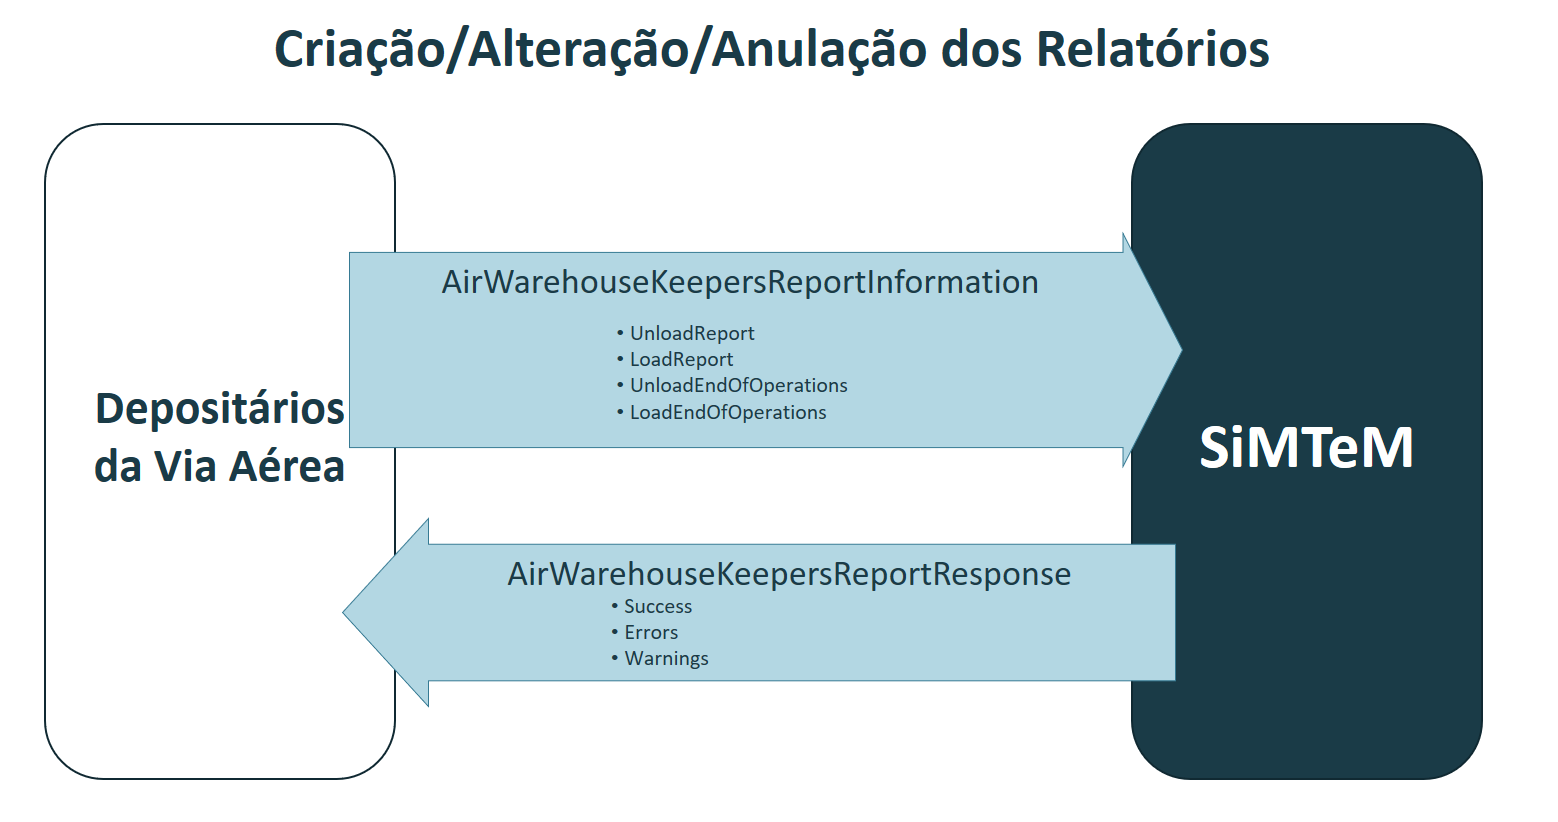 Criação/Alteração/Anulação dos Relatórios
Depositários
da Via Aérea
AirWarehouseKeepersReportInformation
• UnloadReport
• LoadReport
• UnloadEndOfOperations
• LoadEndOfOperations
SiMTeM
AirWarehouseKeepersReportResponse
• Success
• Errors
• Warnings